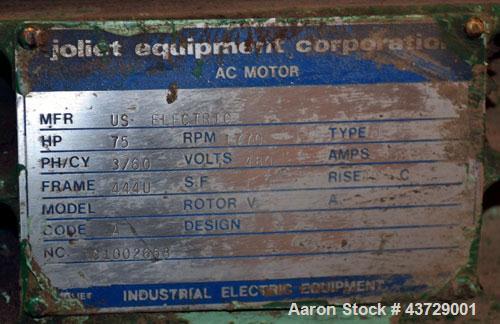 joliet equipment corporation
AC MOTOR
MFR US ELECTRIC
HP 75 RPM 1770 TYPE
PH/CY 3/60 VOLTS 460 AMPS
FRAME 444U S.F. RISE C
MODEL ROTOR V A
CODE A DESIGN
NO.
JOLIET INDUSTRIAL ELECTRIC EQUIPMENT
Aaron Stock # 43729001